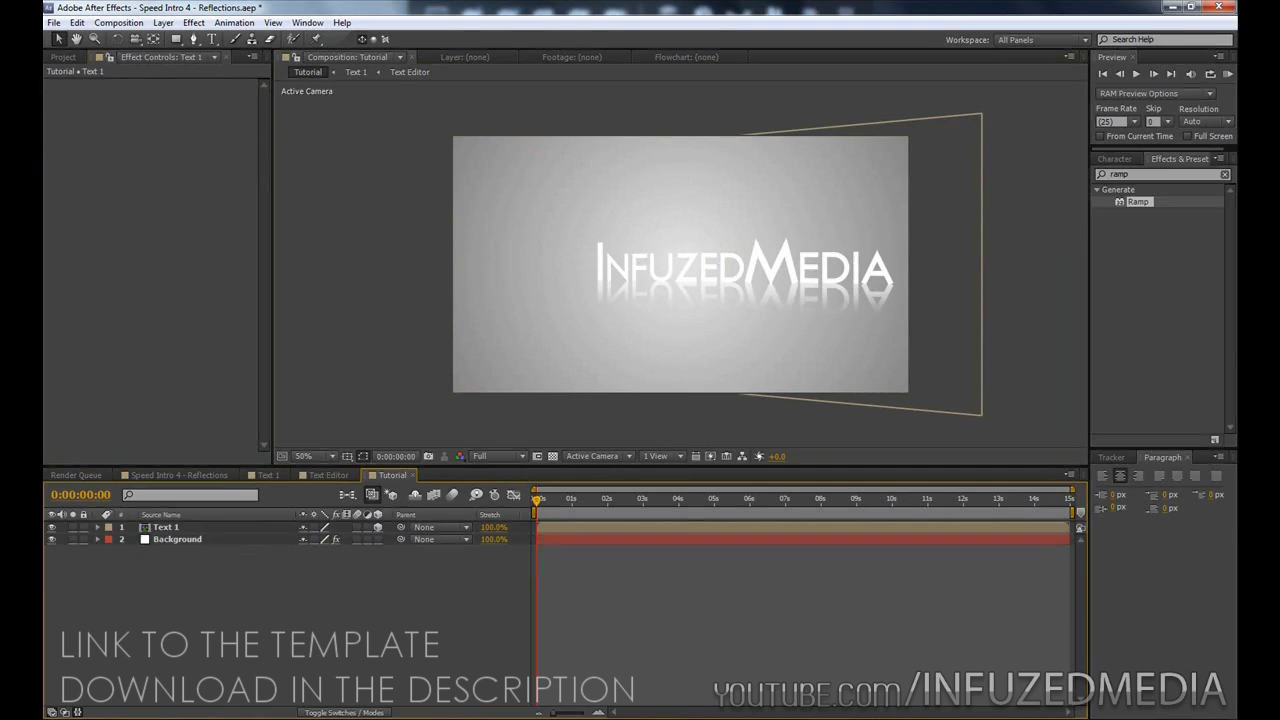 Adobe After Effects - Speed Intro 4 - Reflections.aep *
File Edit Composition Layer Effect Animation View Window Help
Workspace: All Panels
Search Help
Project Effect Controls: Text 1
Tutorial • Text 1
Composition: Tutorial Layer: (none) Footage: (none) Flowchart: (none)
Tutorial Text 1 Text Editor
Active Camera
INFUZEDMEDIA
Preview
RAM Preview Options
Frame Rate Skip Resolution
(25) 0 Auto
From Current Time Full Screen
Character Effects & Preset
ramp
Generate
Ramp
50% 0:00:00:00 Full Active Camera 1 View +0.0
Tracker Paragraph
0 px 0 px 0 px
0 px 0 px
Render Queue Speed Intro 4 - Reflections Text 1 Text Editor Tutorial
0:00:00:00
01s 02s 03s 04s 05s 06s 07s 08s 09s 10s 11s 12s 13s 14s 15s
# Source Name Parent Stretch
1 Text 1 None 100.0%
2 Background None 100.0%
LINK TO THE TEMPLATE
DOWNLOAD IN THE DESCRIPTION
YOUTUBE.COM/INFUZEDMEDIA
Toggle Switches / Modes